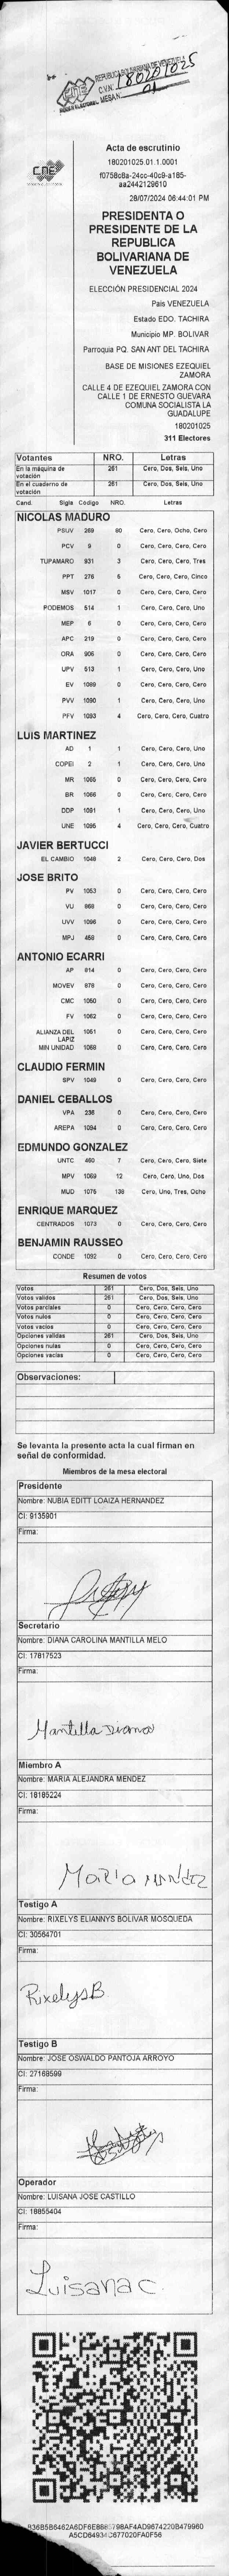 REPUBLICA BOLIVARIANA DE VENEZUELA
CNE
C.V.N. 180201025
MESA N. 01
CNE
Acta de escrutinio
180201025.01.1.0001
f0758c8a-24cc-40c9-a185-
aa2442129610
28/07/2024 06:44:01 PM
PRESIDENTA O
PRESIDENTE DE LA
REPUBLICA
BOLIVARIANA DE
VENEZUELA
ELECCIÓN PRESIDENCIAL 2024
País VENEZUELA
Estado EDO. TACHIRA
Municipio MP. BOLIVAR
Parroquia PQ. SAN ANT DEL TACHIRA
BASE DE MISIONES EZEQUIEL
ZAMORA
CALLE 4 DE EZEQUIEL ZAMORA CON
CALLE 1 DE ERNESTO GUEVARA
COMUNA SOCIALISTA LA
GUADALUPE
180201025
311 Electores
Votantes NRO. Letras
En la máquina de votación 261 Cero, Dos, Seis, Uno
En el cuaderno de votación 261 Cero, Dos, Seis, Uno
Cand. Sigla Código NRO. Letras
NICOLAS MADURO
PSUV 269 80 Cero, Cero, Ocho, Cero
PCV 9 0 Cero, Cero, Cero, Cero
TUPAMARO 931 3 Cero, Cero, Cero, Tres
PPT 276 5 Cero, Cero, Cero, Cinco
MSV 1017 0 Cero, Cero, Cero, Cero
PODEMOS 514 1 Cero, Cero, Cero, Uno
MEP 6 0 Cero, Cero, Cero, Cero
APC 219 0 Cero, Cero, Cero, Cero
ORA 906 0 Cero, Cero, Cero, Cero
UPV 513 1 Cero, Cero, Cero, Uno
EV 1089 0 Cero, Cero, Cero, Cero
PVV 1090 1 Cero, Cero, Cero, Uno
PFV 1093 4 Cero, Cero, Cero, Cuatro
LUIS MARTINEZ
AD 1 1 Cero, Cero, Cero, Uno
COPEI 2 1 Cero, Cero, Cero, Uno
MR 1065 0 Cero, Cero, Cero, Cero
BR 1066 0 Cero, Cero, Cero, Cero
DDP 1091 1 Cero, Cero, Cero, Uno
UNE 1095 4 Cero, Cero, Cero, Cuatro
JAVIER BERTUCCI
EL CAMBIO 1048 2 Cero, Cero, Cero, Dos
JOSE BRITO
PV 1053 0 Cero, Cero, Cero, Cero
VU 868 0 Cero, Cero, Cero, Cero
UVV 1096 0 Cero, Cero, Cero, Cero
MPJ 458 0 Cero, Cero, Cero, Cero
ANTONIO ECARRI
AP 914 0 Cero, Cero, Cero, Cero
MOVEV 878 0 Cero, Cero, Cero, Cero
CMC 1050 0 Cero, Cero, Cero, Cero
FV 1062 0 Cero, Cero, Cero, Cero
ALIANZA DEL LAPIZ 1051 0 Cero, Cero, Cero, Cero
MIN UNIDAD 1058 0 Cero, Cero, Cero, Cero
CLAUDIO FERMIN
SPV 1049 0 Cero, Cero, Cero, Cero
DANIEL CEBALLOS
VPA 236 0 Cero, Cero, Cero, Cero
AREPA 1094 0 Cero, Cero, Cero, Cero
EDMUNDO GONZALEZ
UNTC 460 7 Cero, Cero, Cero, Siete
MPV 1069 12 Cero, Cero, Uno, Dos
MUD 1075 138 Cero, Uno, Tres, Ocho
ENRIQUE MARQUEZ
CENTRADOS 1073 0 Cero, Cero, Cero, Cero
BENJAMIN RAUSSEO
CONDE 1092 0 Cero, Cero, Cero, Cero
Resumen de votos
Votos 261 Cero, Dos, Seis, Uno
Votos validos 261 Cero, Dos, Seis, Uno
Votos parciales 0 Cero, Cero, Cero, Cero
Votos nulos 0 Cero, Cero, Cero, Cero
Votos vacios 0 Cero, Cero, Cero, Cero
Opciones validas 261 Cero, Dos, Seis, Uno
Opciones nulas 0 Cero, Cero, Cero, Cero
Opciones vacias 0 Cero, Cero, Cero, Cero
Observaciones:
Se levanta la presente acta la cual firman en
señal de conformidad.
Miembros de la mesa electoral
Presidente
Nombre: NUBIA EDITT LOAIZA HERNANDEZ
CI: 9135901
Firma:
Secretario
Nombre: DIANA CAROLINA MANTILLA MELO
CI: 17817523
Firma:
Mantilla Diana
Miembro A
Nombre: MARIA ALEJANDRA MENDEZ
CI: 18185224
Firma:
Maria Mendez
Testigo A
Nombre: RIXELYS ELIANNYS BOLIVAR MOSQUEDA
CI: 30564701
Firma:
Rixelys B
Testigo B
Nombre: JOSE OSWALDO PANTOJA ARROYO
CI: 27168599
Firma:
Operador
Nombre: LUISANA JOSE CASTILLO
CI: 18855404
Firma:
Luisana C.